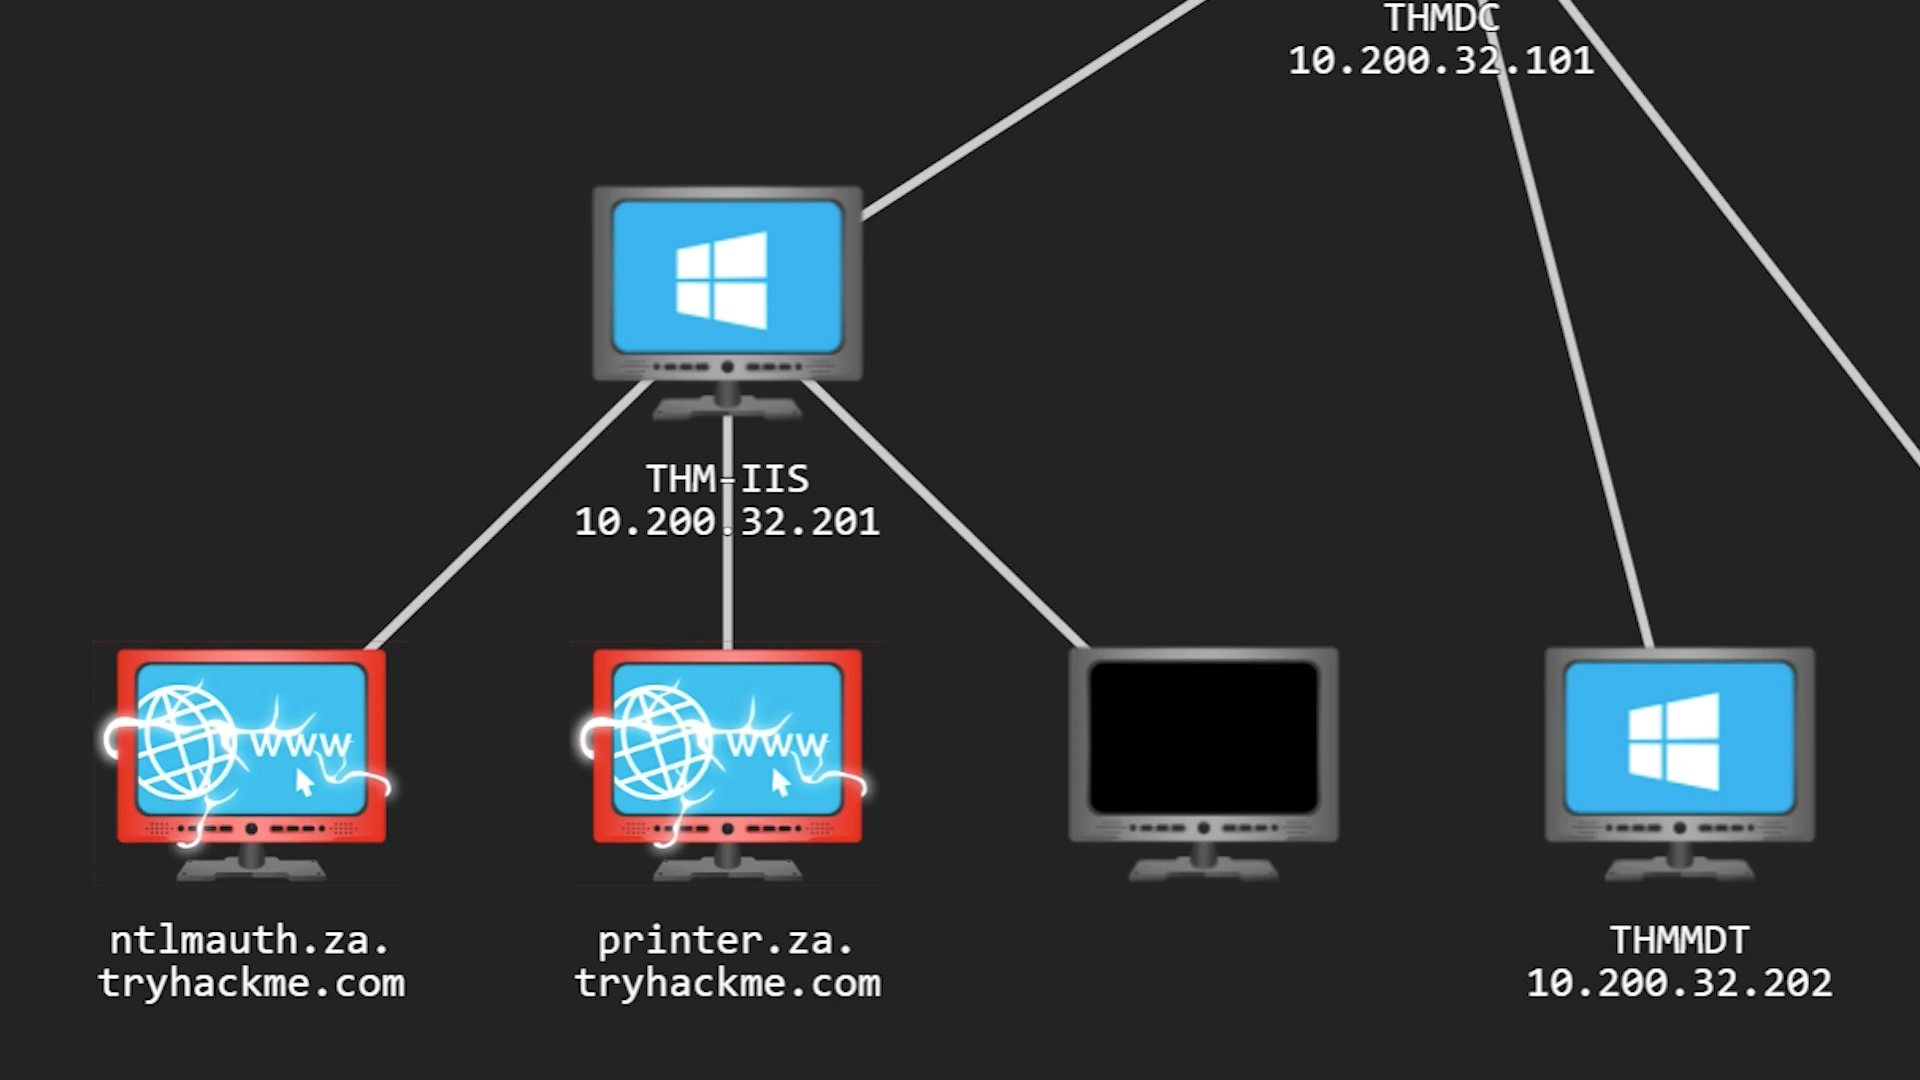 THMDC
10.200.32.101
THM-IIS
10.200.32.201
www
www
ntlmauth.za.
tryhackme.com
printer.za.
tryhackme.com
THMMDT
10.200.32.202